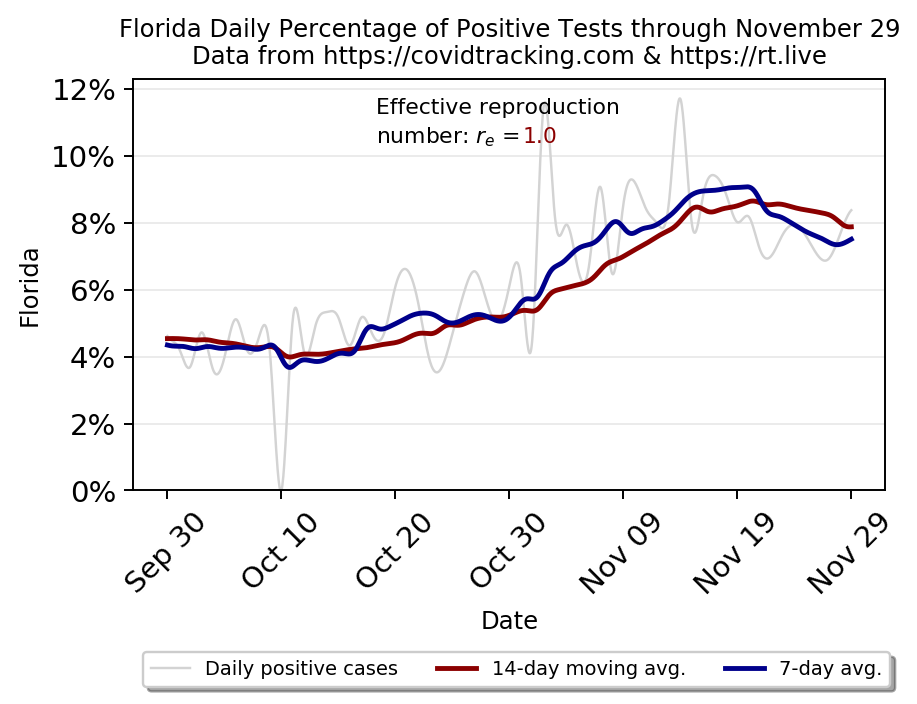 Florida Daily Percentage of Positive Tests through November 29
Data from https://covidtracking.com & https://rt.live
Effective reproduction
number: rₑ =1.0
12%
10%
8%
6%
4%
2%
0%
Florida
Sep 30
Oct 10
Oct 20
Oct 30
Nov 09
Nov 19
Nov 29
Date
Daily positive cases
14-day moving avg.
7-day avg.